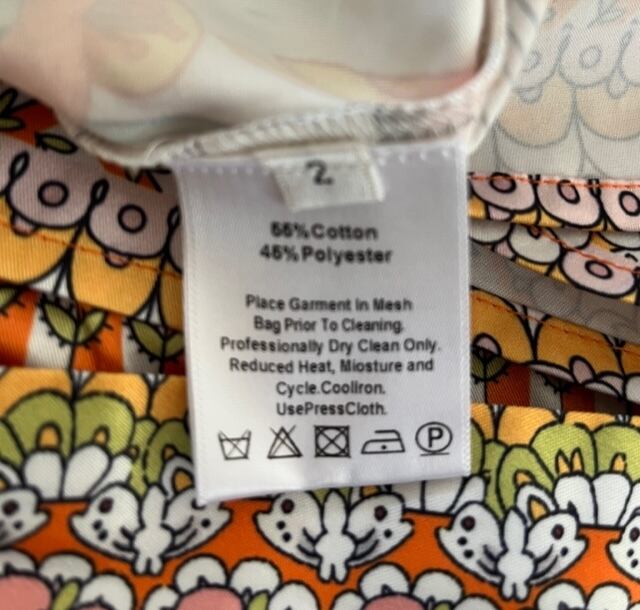 2
55%Cotton
45%Polyester
Place Garment In Mesh
Bag Prior To Cleaning.
Professionally Dry Clean Only.
Reduced Heat, Miosture and
Cycle.CoolIron.
UsePressCloth.
P